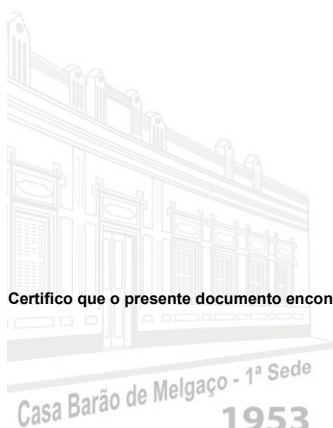 Certifico que o presente documento encon
Casa Barão de Melgaço - 1ª Sede
1953